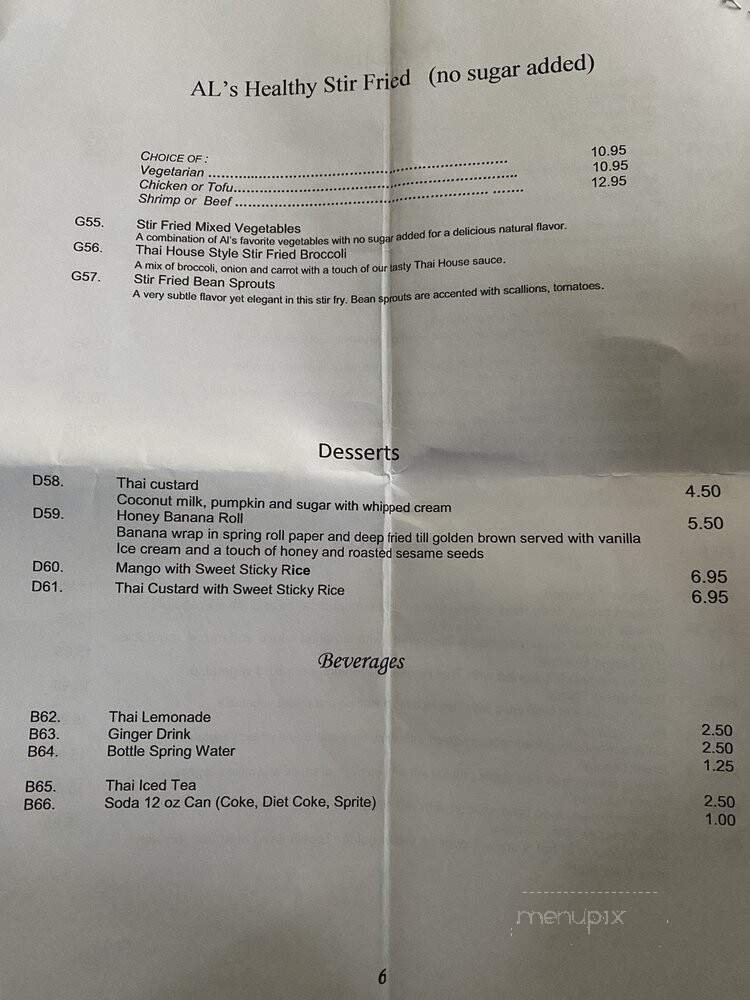 AL's Healthy Stir Fried (no sugar added)
CHOICE OF :
Vegetarian ........................................................................ 10.95
Chicken or Tofu..................................................................... 10.95
Shrimp or Beef ............................................................. ........ 12.95
G55. Stir Fried Mixed Vegetables
A combination of Al's favorite vegetables with no sugar added for a delicious natural flavor.
G56. Thai House Style Stir Fried Broccoli
A mix of broccoli, onion and carrot with a touch of our tasty Thai House sauce.
G57. Stir Fried Bean Sprouts
A very subtle flavor yet elegant in this stir fry. Bean sprouts are accented with scallions, tomatoes.
Desserts
D58. Thai custard 4.50
Coconut milk, pumpkin and sugar with whipped cream
D59. Honey Banana Roll 5.50
Banana wrap in spring roll paper and deep fried till golden brown served with vanilla
Ice cream and a touch of honey and roasted sesame seeds
D60. Mango with Sweet Sticky Rice 6.95
D61. Thai Custard with Sweet Sticky Rice 6.95
Beverages
B62. Thai Lemonade 2.50
B63. Ginger Drink 2.50
B64. Bottle Spring Water 1.25
B65. Thai Iced Tea 2.50
B66. Soda 12 oz Can (Coke, Diet Coke, Sprite) 1.00
menupix
6